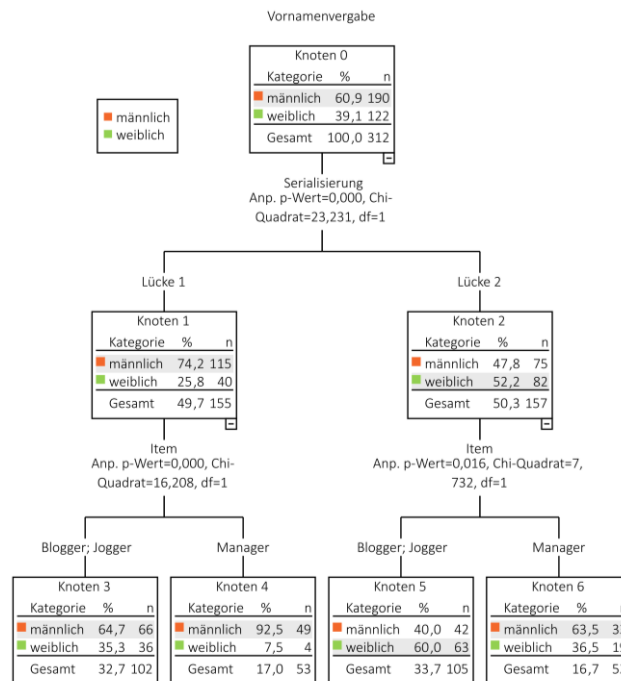 Vornamenvergabe
Knoten 0
Kategorie % n
männlich 60,9 190
weiblich 39,1 122
Gesamt 100,0 312
männlich
weiblich
Serialisierung
Anp. p-Wert=0,000, Chi-
Quadrat=23,231, df=1
Lücke 1
Lücke 2
Knoten 1
Kategorie % n
männlich 74,2 115
weiblich 25,8 40
Gesamt 49,7 155
Knoten 2
Kategorie % n
männlich 47,8 75
weiblich 52,2 82
Gesamt 50,3 157
Item
Anp. p-Wert=0,000, Chi-
Quadrat=16,208, df=1
Item
Anp. p-Wert=0,016, Chi-Quadrat=7,
732, df=1
Blogger; Jogger
Manager
Blogger; Jogger
Manager
Knoten 3
Kategorie % n
männlich 64,7 66
weiblich 35,3 36
Gesamt 32,7 102
Knoten 4
Kategorie % n
männlich 92,5 49
weiblich 7,5 4
Gesamt 17,0 53
Knoten 5
Kategorie % n
männlich 40,0 42
weiblich 60,0 63
Gesamt 33,7 105
Knoten 6
Kategorie % n
männlich 63,5
weiblich 36,5
Gesamt 16,7